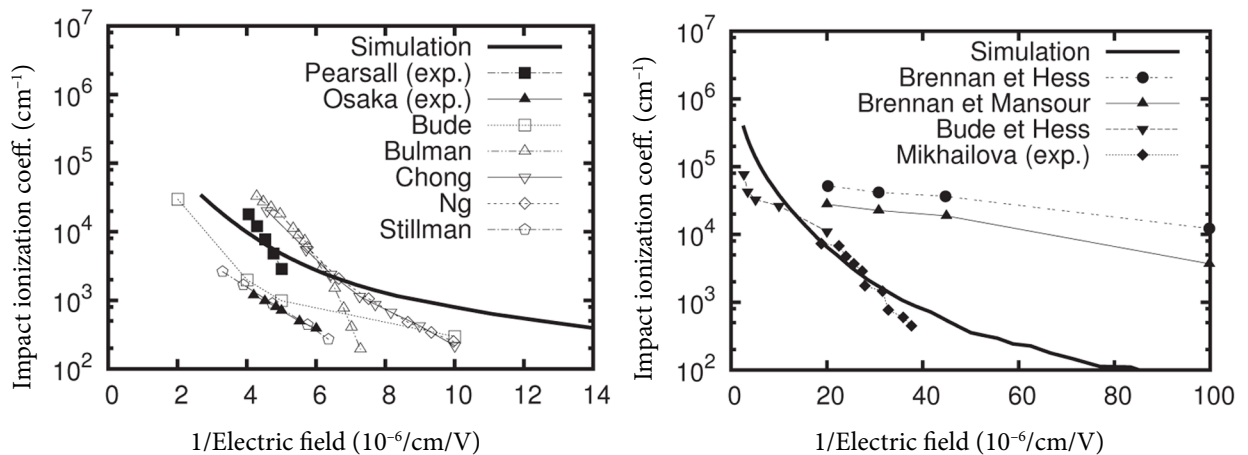 Impact ionization coeff. (cm⁻¹)
10⁷
10⁶
10⁵
10⁴
10³
10²
Simulation
Pearsall (exp.)
Osaka (exp.)
Bude
Bulman
Chong
Ng
Stillman
0 2 4 6 8 10 12 14
1/Electric field (10⁻⁶/cm/V)
Impact ionization coeff. (cm⁻¹)
10⁷
10⁶
10⁵
10⁴
10³
10²
Simulation
Brennan et Hess
Brennan et Mansour
Bude et Hess
Mikhailova (exp.)
0 20 40 60 80 100
1/Electric field (10⁻⁶/cm/V)